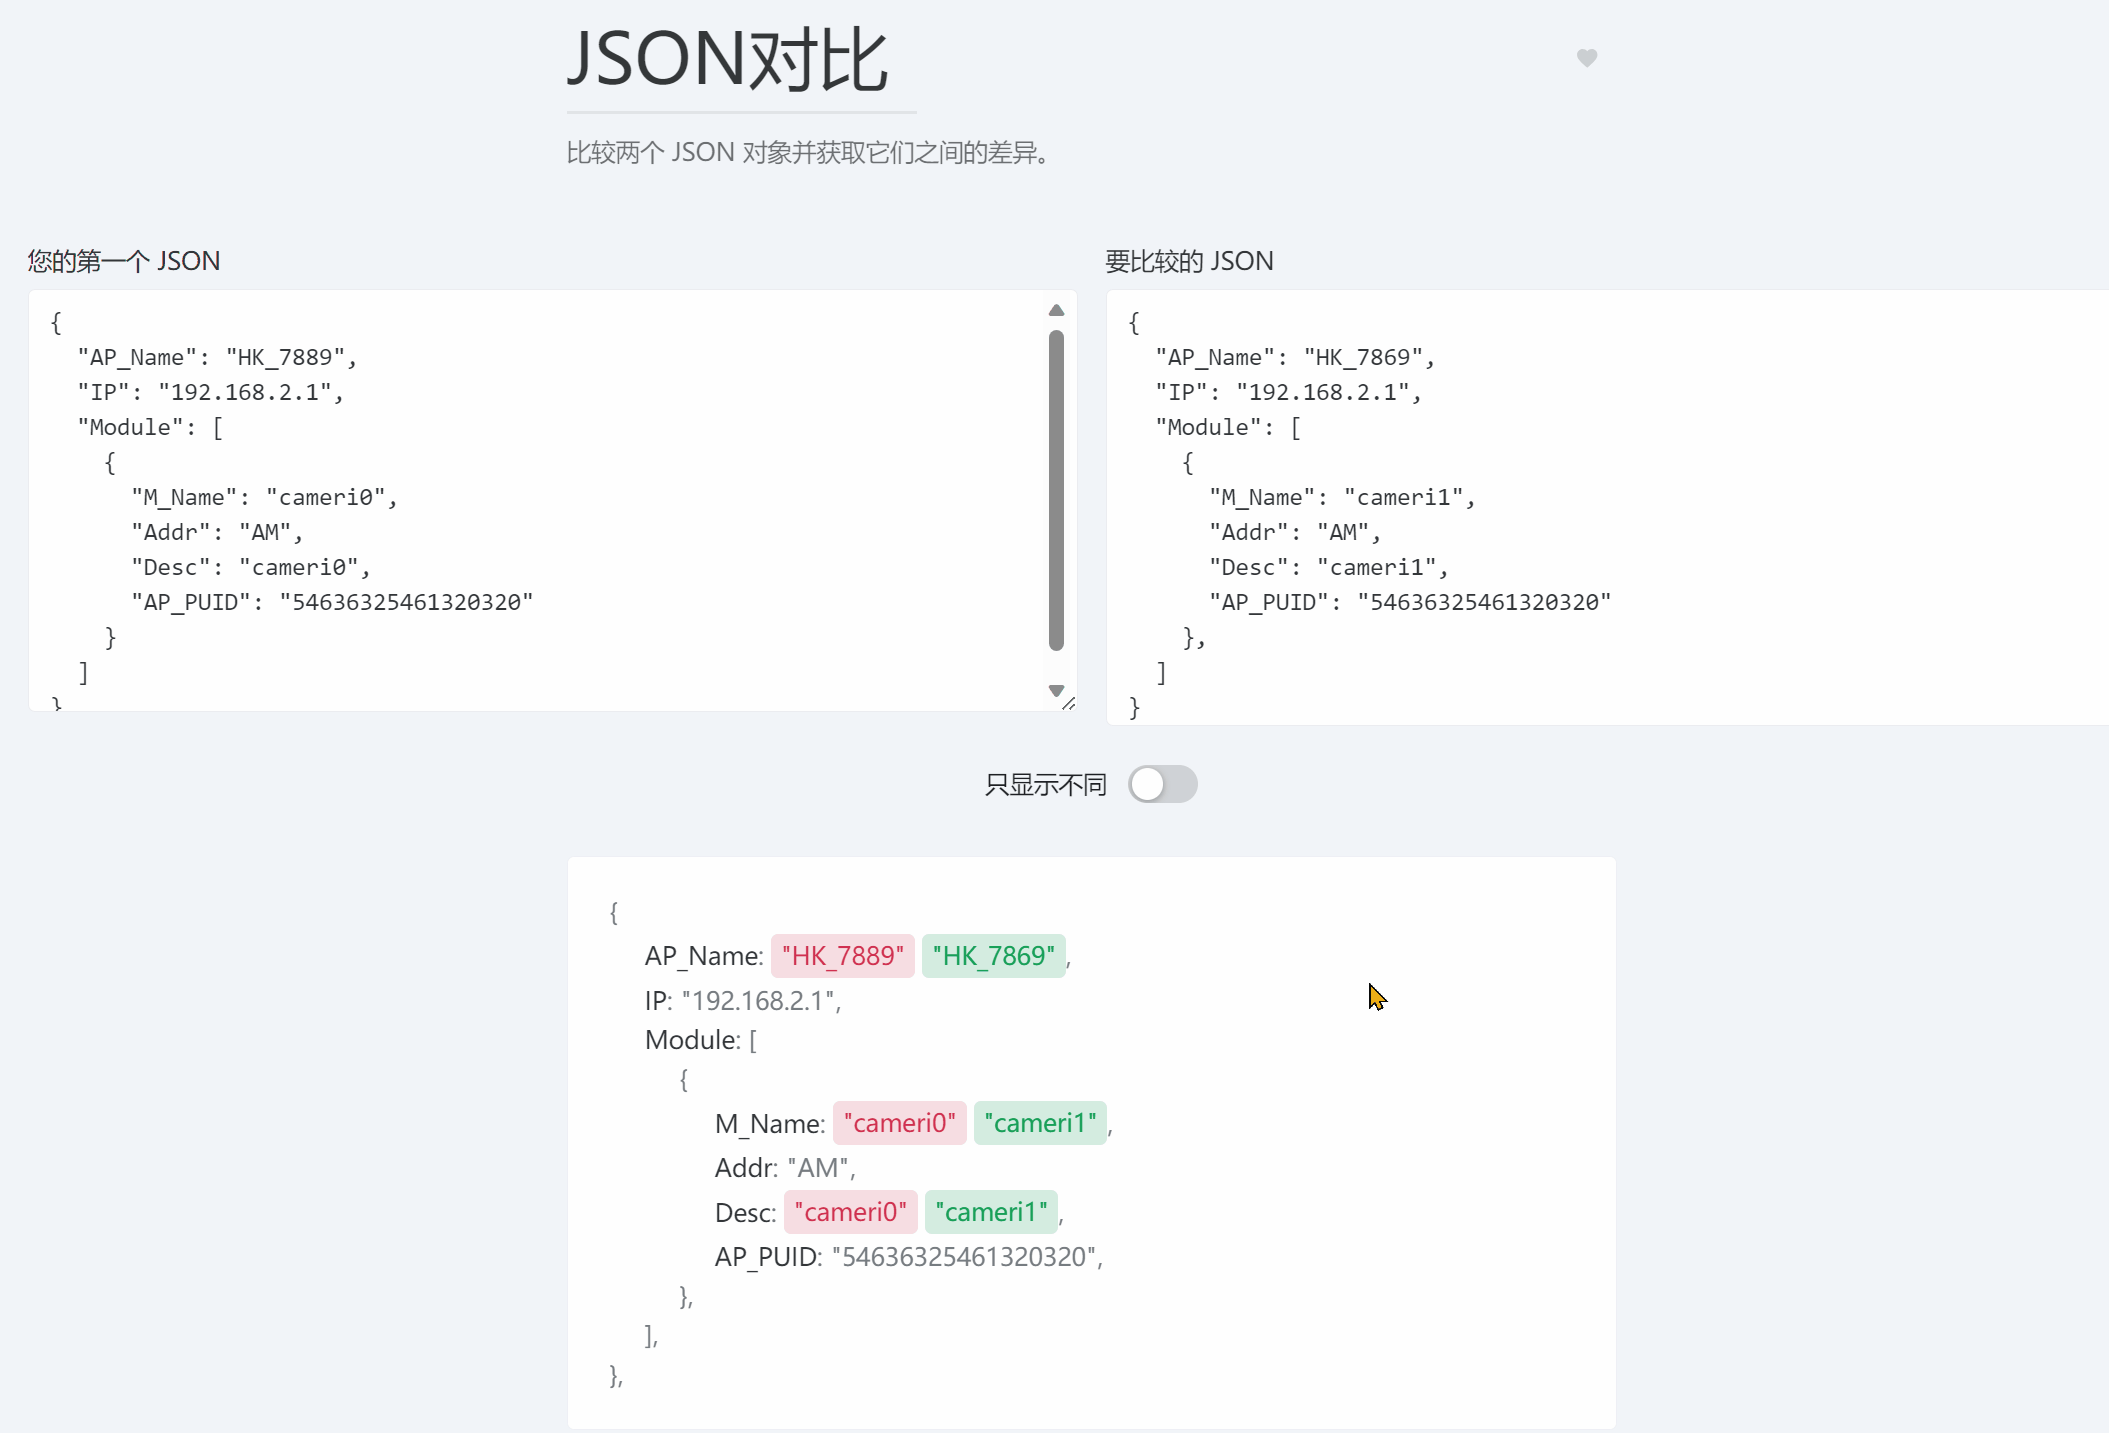 JSON对比
比较两个 JSON 对象并获取它们之间的差异。
您的第一个 JSON
{
  "AP_Name": "HK_7889",
  "IP": "192.168.2.1",
  "Module": [
    {
      "M_Name": "cameri0",
      "Addr": "AM",
      "Desc": "cameri0",
      "AP_PUID": "54636325461320320"
    }
  ]
}
要比较的 JSON
{
  "AP_Name": "HK_7869",
  "IP": "192.168.2.1",
  "Module": [
    {
      "M_Name": "cameri1",
      "Addr": "AM",
      "Desc": "cameri1",
      "AP_PUID": "54636325461320320"
    },
  ]
}
只显示不同
{
  AP_Name: "HK_7889" "HK_7869",
  IP: "192.168.2.1",
  Module: [
    {
      M_Name: "cameri0" "cameri1",
      Addr: "AM",
      Desc: "cameri0" "cameri1",
      AP_PUID: "54636325461320320",
    },
  ],
},